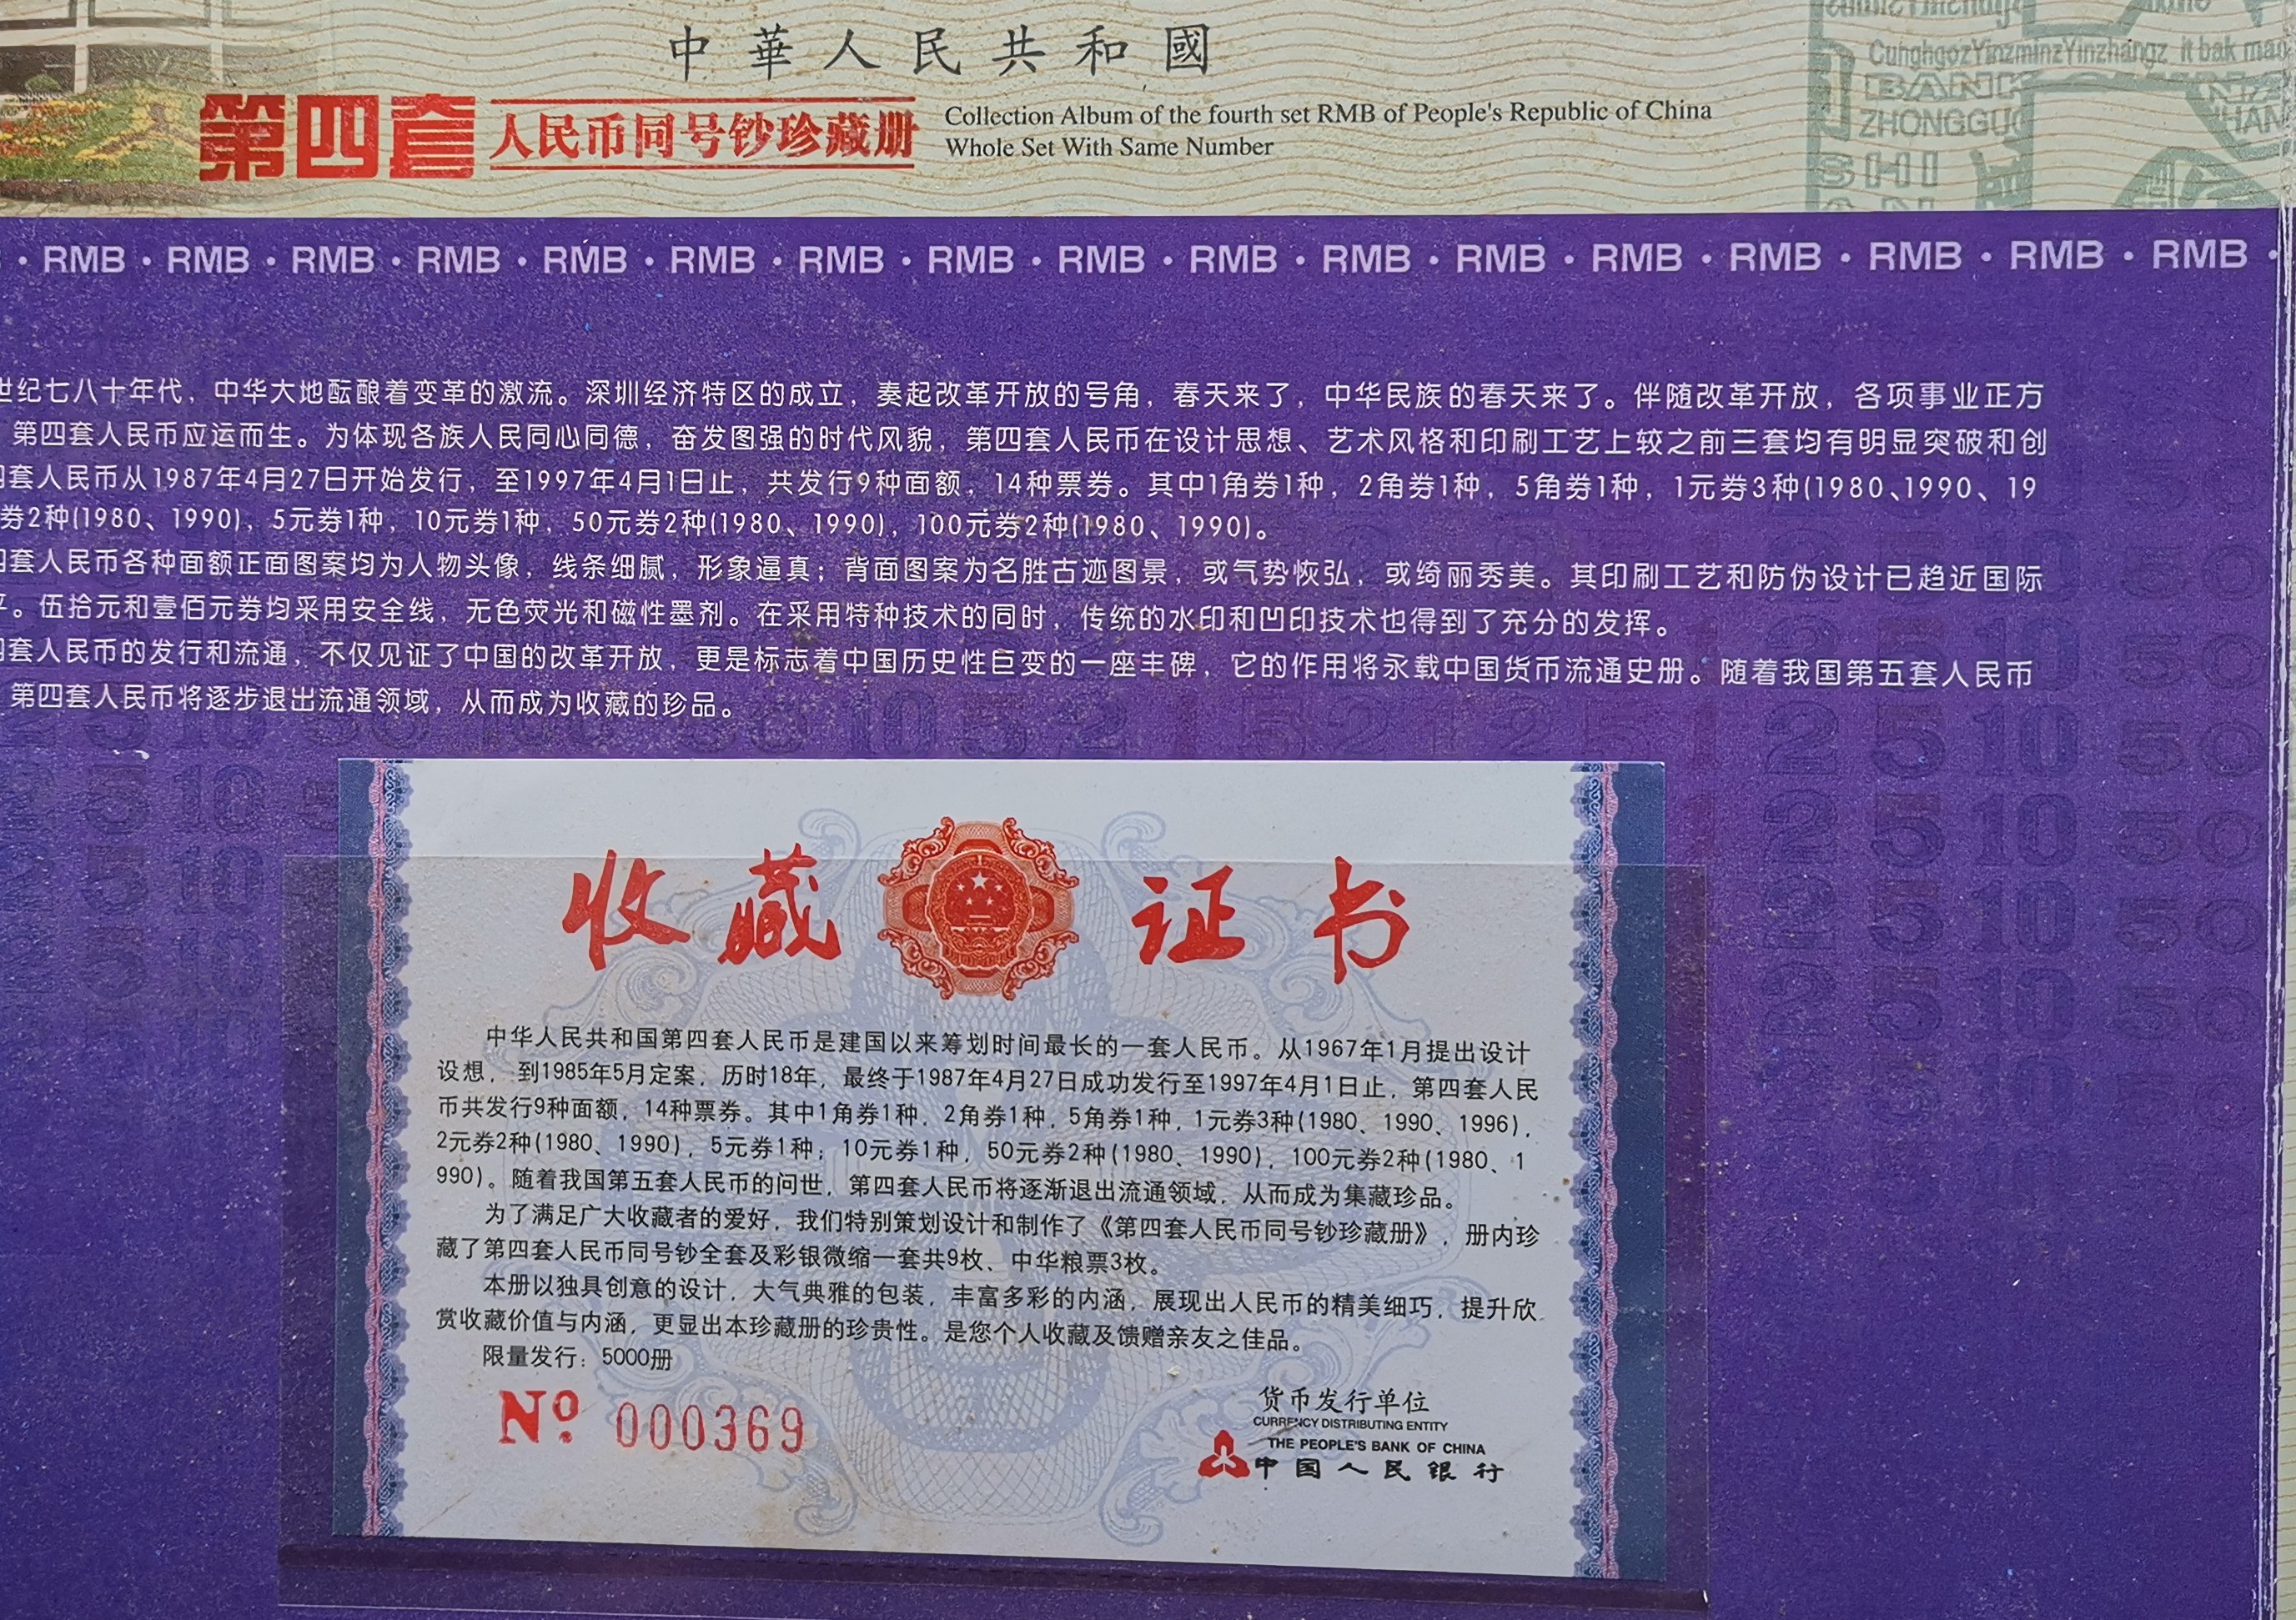 中華人民共和國
第四套人民币同号钞珍藏册
Collection Album of the fourth set RMB of People's Republic of China
Whole Set With Same Number
CunghgozYinzminzYinzhangz
BANK
ZHONGGUO
SHI
• RMB • RMB • RMB • RMB • RMB • RMB • RMB • RMB • RMB • RMB • RMB • RMB • RMB • RMB • RMB • RMB • RMB •
世纪七八十年代，中华大地酝酿着变革的激流。深圳经济特区的成立，奏起改革开放的号角，春天来了，中华民族的春天来了。伴随改革开放，各项事业正方
第四套人民币应运而生。为体现各族人民同心同德，奋发图强的时代风貌，第四套人民币在设计思想、艺术风格和印刷工艺上较之前三套均有明显突破和创
四套人民币从1987年4月27日开始发行，至1997年4月1日止，共发行9种面额，14种票券。其中1角券1种，2角券1种，5角券1种，1元券3种(1980、1990、19
券2种(1980、1990)，5元券1种，10元券1种，50元券2种(1980、1990)，100元券2种(1980、1990)。
四套人民币各种面额正面图案均为人物头像，线条细腻，形象逼真；背面图案为名胜古迹图景，或气势恢弘，或绮丽秀美。其印刷工艺和防伪设计已趋近国际
平。伍拾元和壹佰元券均采用安全线，无色荧光和磁性墨剂。在采用特种技术的同时，传统的水印和凹印技术也得到了充分的发挥。
四套人民币的发行和流通，不仅见证了中国的改革开放，更是标志着中国历史性巨变的一座丰碑，它的作用将永载中国货币流通史册。随着我国第五套人民币
第四套人民币将逐步退出流通领域，从而成为收藏的珍品。
收藏证书
中华人民共和国第四套人民币是建国以来筹划时间最长的一套人民币。从1967年1月提出设计
设想，到1985年5月定案，历时18年，最终于1987年4月27日成功发行至1997年4月1日止，第四套人民
币共发行9种面额，14种票券。其中1角券1种，2角券1种，5角券1种，1元券3种(1980、1990、1996)，
2元券2种(1980、1990)，5元券1种；10元券1种，50元券2种(1980、1990)，100元券2种(1980、1
990)。随着我国第五套人民币的问世，第四套人民币将逐渐退出流通领域，从而成为集藏珍品。
为了满足广大收藏者的爱好，我们特别策划设计和制作了《第四套人民币同号钞珍藏册》，册内珍
藏了第四套人民币同号钞全套及彩银微缩一套共9枚、中华粮票3枚。
本册以独具创意的设计，大气典雅的包装，丰富多彩的内涵，展现出人民币的精美细巧，提升欣
赏收藏价值与内涵，更显出本珍藏册的珍贵性。是您个人收藏及馈赠亲友之佳品。
限量发行：5000册
No. 000369
货币发行单位
CURRENCY DISTRIBUTING ENTITY
THE PEOPLE'S BANK OF CHINA
中国人民银行